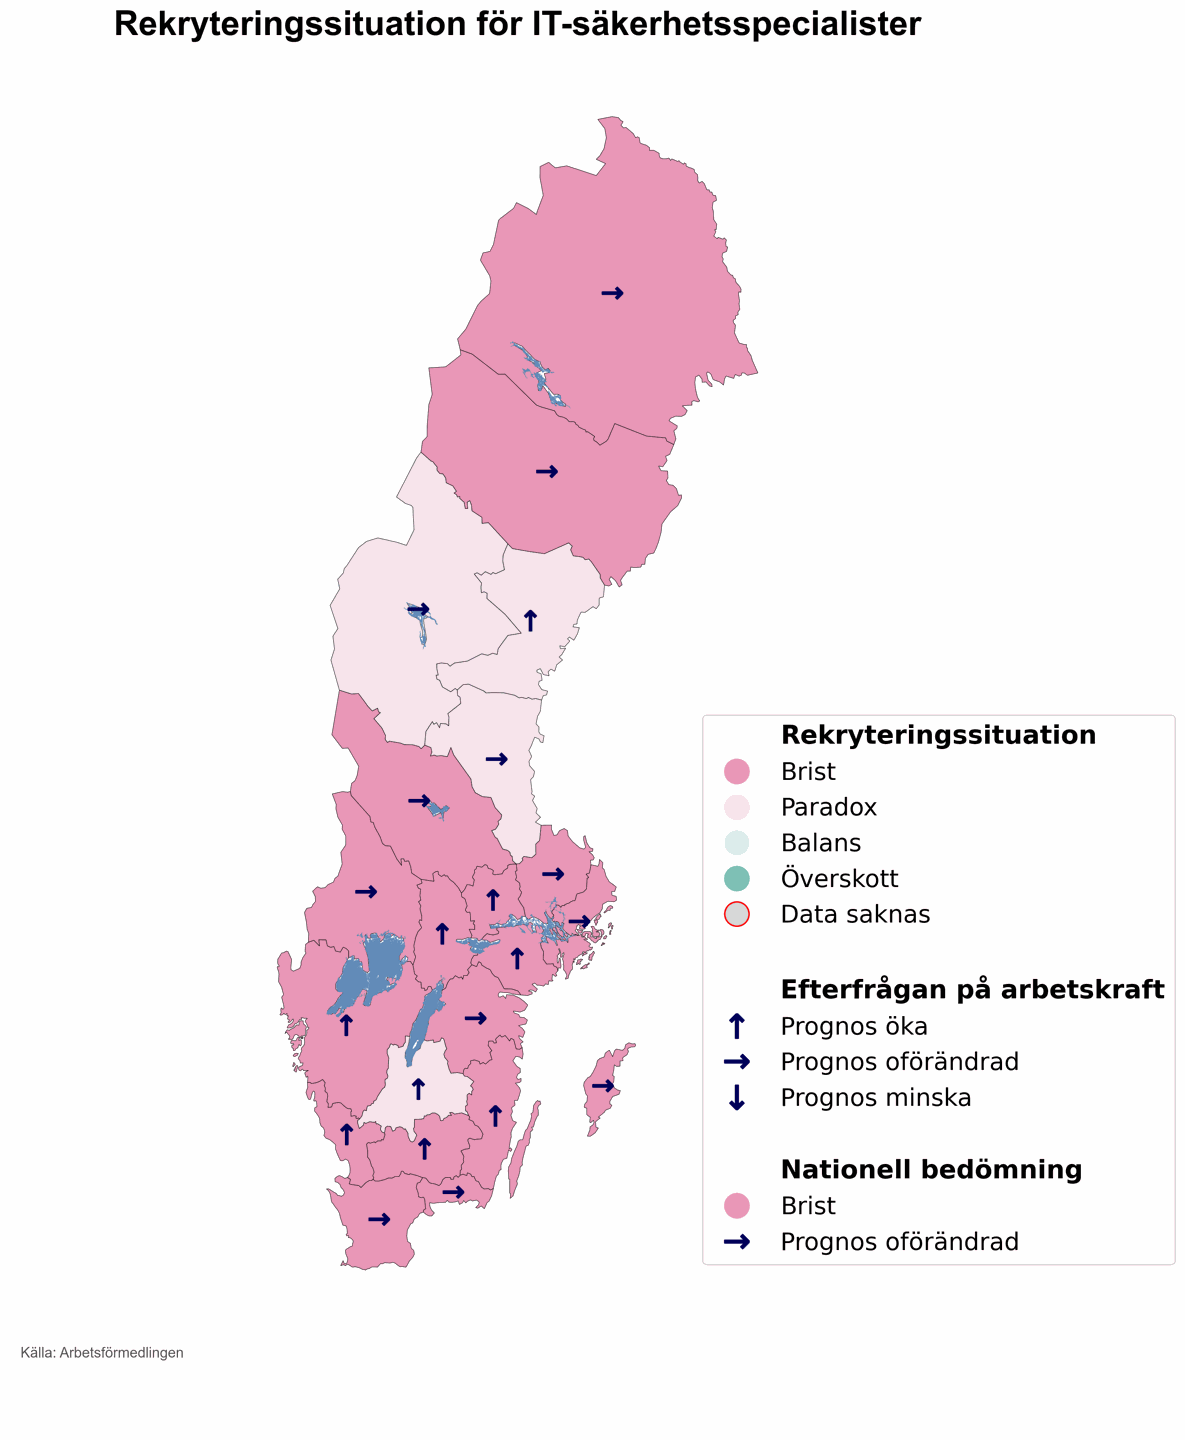 Rekryteringssituation för IT-säkerhetsspecialister
Rekryteringssituation
Brist
Paradox
Balans
Överskott
Data saknas
Efterfrågan på arbetskraft
Prognos öka
Prognos oförändrad
Prognos minska
Nationell bedömning
Brist
Prognos oförändrad
Källa: Arbetsförmedlingen